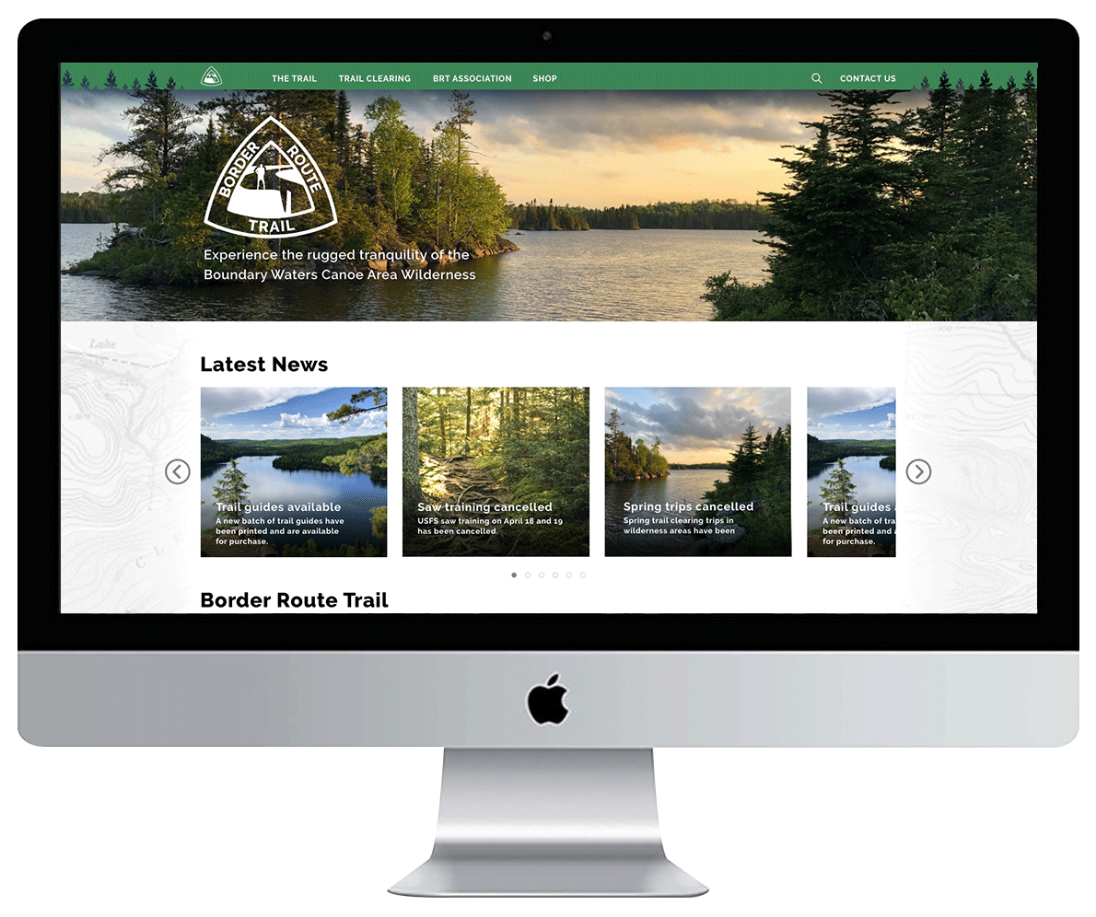 THE TRAIL
TRAIL CLEARING
BRT ASSOCIATION
SHOP
CONTACT US
BORDER ROUTE
TRAIL
Experience the rugged tranquility of the
Boundary Waters Canoe Area Wilderness
Latest News
Lake
Trail guides available
A new batch of trail guides have
been printed and are available
for purchase.
Saw training cancelled
USFS saw training on April 18 and 19
has been cancelled.
Spring trips cancelled
Spring trail clearing trips in
wilderness areas have been
Trail guides a
A new batch of tra
been printed and a
for purchase.
Border Route Trail